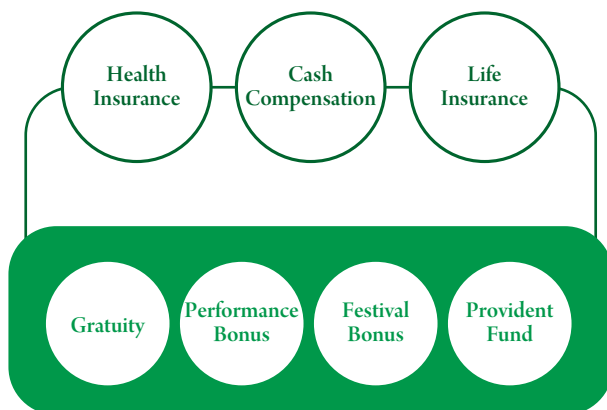 Health
Insurance
Cash
Compensation
Life
Insurance
Gratuity
Performance
Bonus
Festival
Bonus
Provident
Fund